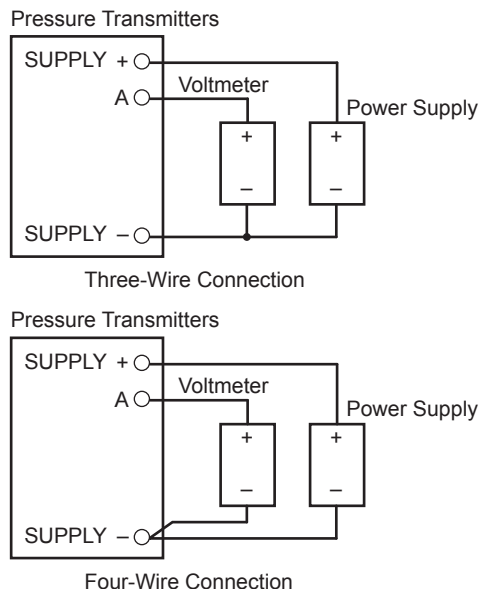 Pressure Transmitters
SUPPLY +
Voltmeter
A
Power Supply
+
+
–
–
SUPPLY –
Three-Wire Connection
Pressure Transmitters
SUPPLY +
Voltmeter
A
Power Supply
+
+
–
–
SUPPLY –
Four-Wire Connection